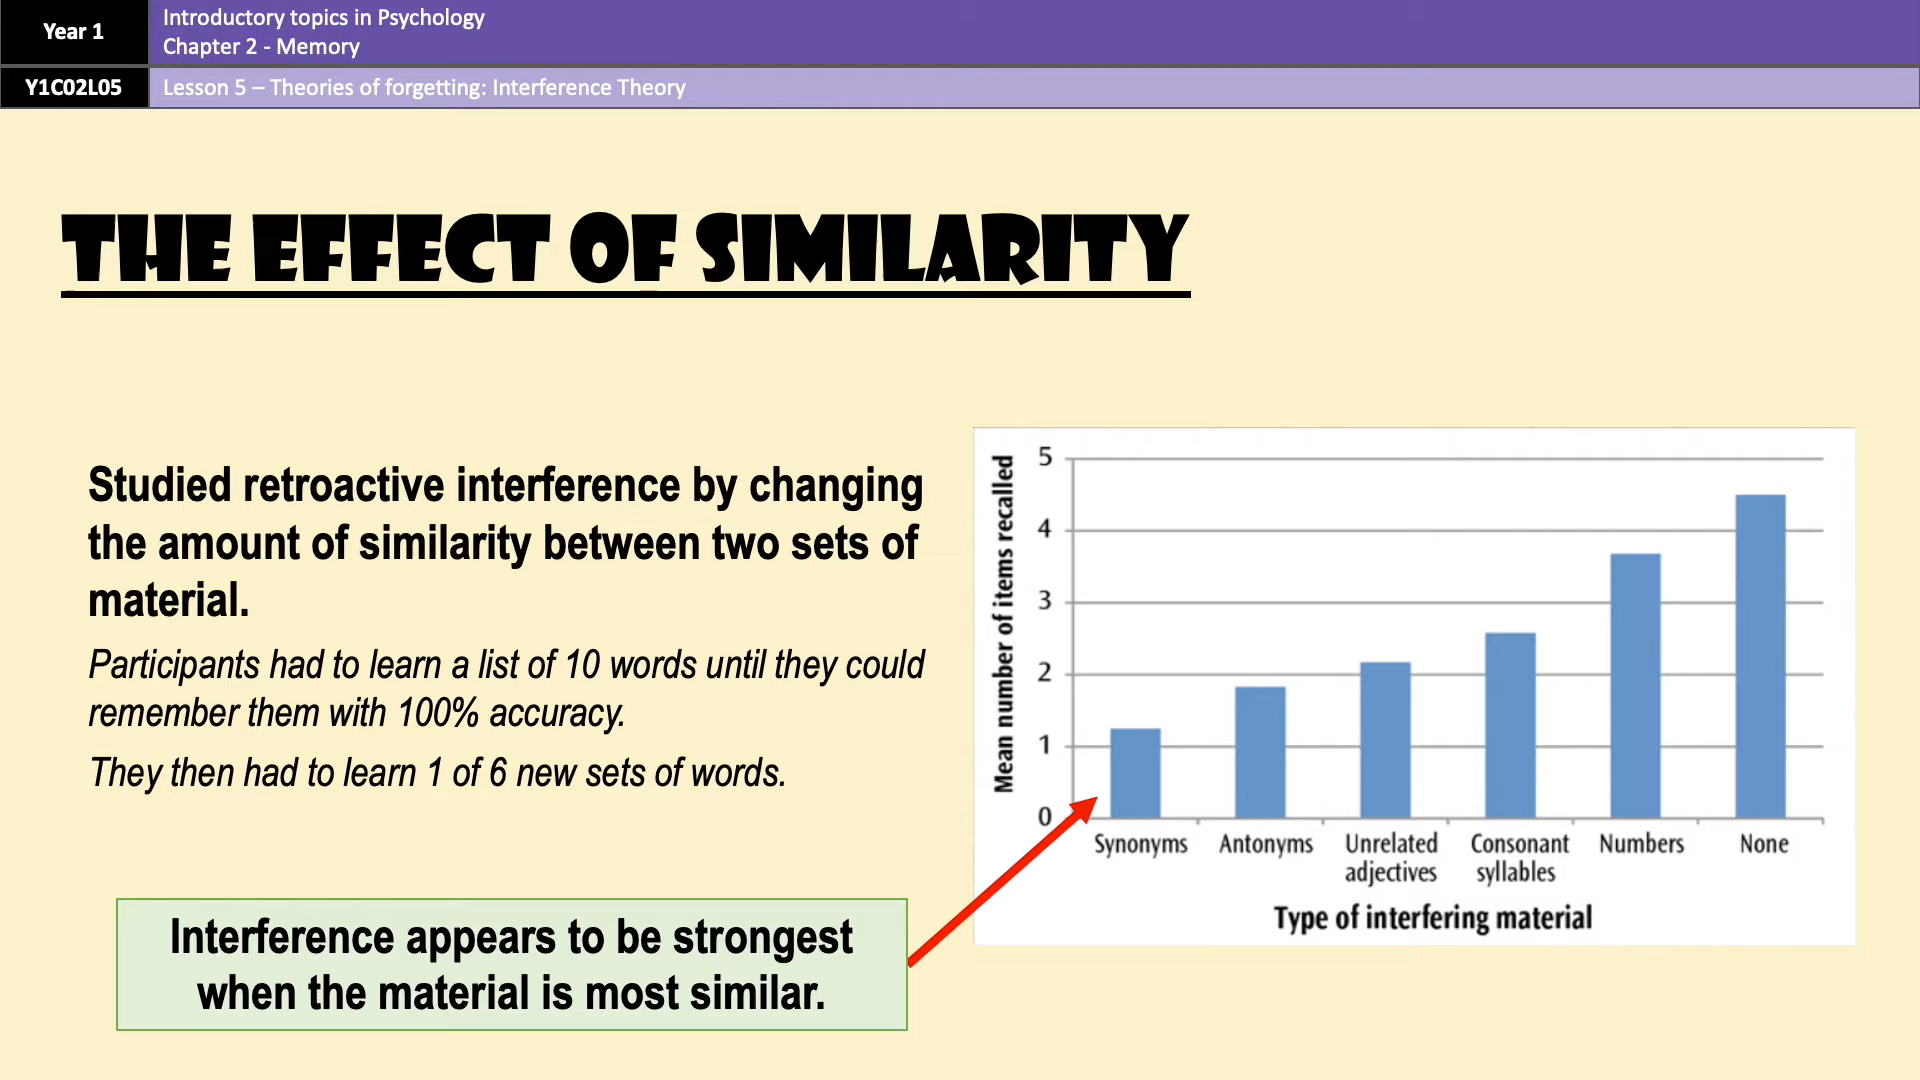 Year 1
Introductory topics in Psychology
Chapter 2 - Memory
Y1C02L05
Lesson 5 – Theories of forgetting: Interference Theory
THE EFFECT OF SIMILARITY
Studied retroactive interference by changing
the amount of similarity between two sets of
material.
Participants had to learn a list of 10 words until they could
remember them with 100% accuracy.
They then had to learn 1 of 6 new sets of words.
Interference appears to be strongest
when the material is most similar.
Mean number of items recalled
5
4
3
2
1
0
Synonyms Antonyms Unrelated Consonant Numbers None
adjectives syllables
Type of interfering material